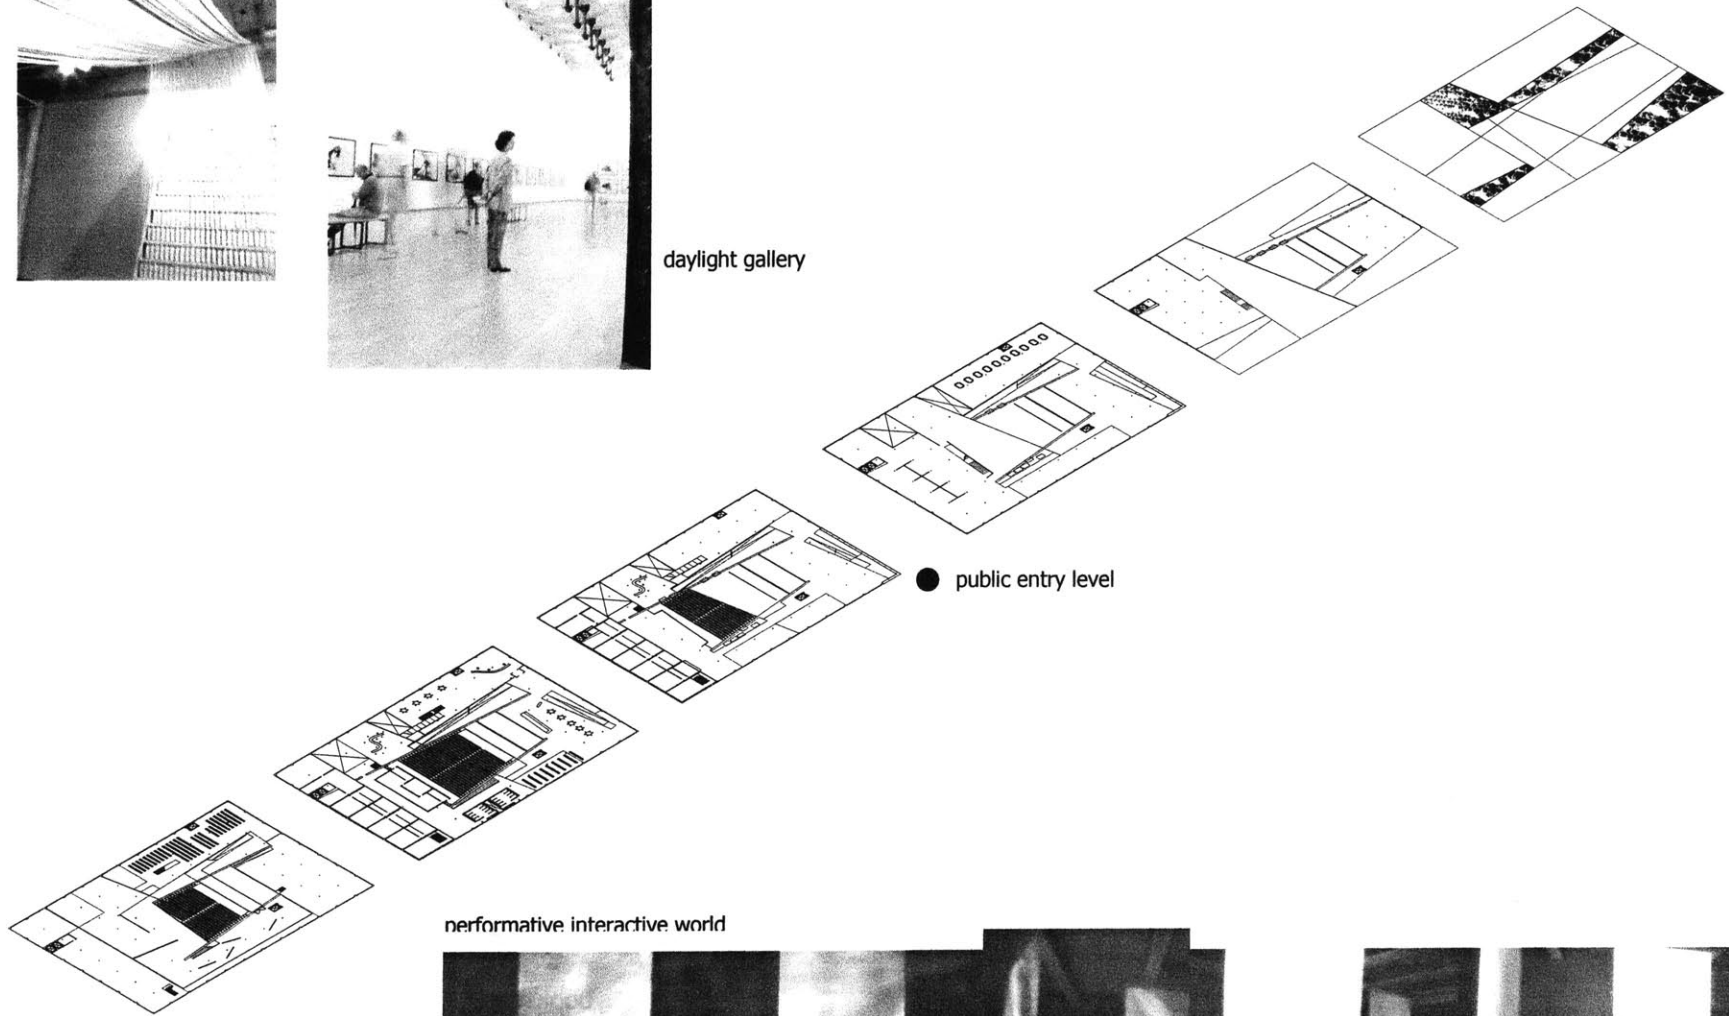 daylight gallery
public entry level
performative interactive world